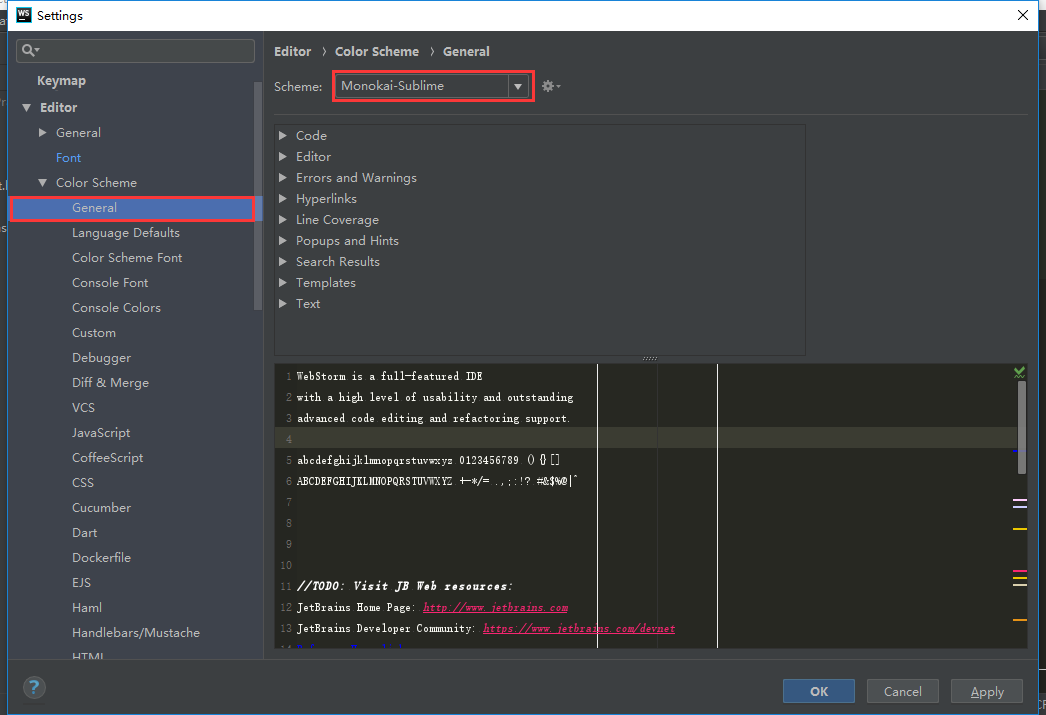 WS Settings
Keymap
Editor
General
Font
Color Scheme
General
Language Defaults
Color Scheme Font
Console Font
Console Colors
Custom
Debugger
Diff & Merge
VCS
JavaScript
CoffeeScript
CSS
Cucumber
Dart
Dockerfile
EJS
Haml
Handlebars/Mustache
HTML
Editor › Color Scheme › General
Scheme: Monokai-Sublime
Code
Editor
Errors and Warnings
Hyperlinks
Line Coverage
Popups and Hints
Search Results
Templates
Text
1 WebStorm is a full-featured IDE
2 with a high level of usability and outstanding
3 advanced code editing and refactoring support.
4
5 abcdefghijklmnopqrstuvwxyz 0123456789 (){}[]
6 ABCDEFGHIJKLMNOPQRSTUVWXYZ +-*/= .,;:!? #&$%@|^
7
8
9
10
11 //TODO: Visit JB Web resources:
12 JetBrains Home Page: http://www.jetbrains.com
13 JetBrains Developer Community: https://www.jetbrains.com/devnet
?
OK Cancel Apply